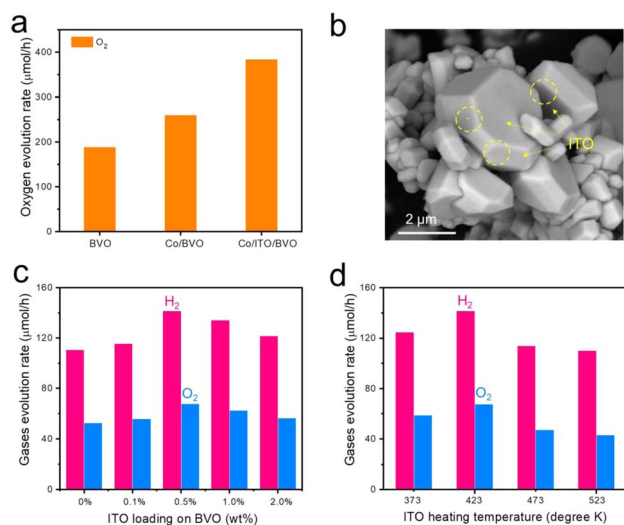 a
O₂
Oxygen evolution rate (μmol/h)
400
300
200
100
0
BVO
Co/BVO
Co/ITO/BVO
b
ITO
2 μm
c
Gases evolution rate (μmol/h)
160
120
80
40
0
H₂
O₂
0%
0.1%
0.5%
1.0%
2.0%
ITO loading on BVO (wt%)
d
Gases evolution rate (μmol/h)
160
120
80
40
0
H₂
O₂
373
423
473
523
ITO heating temperature (degree K)